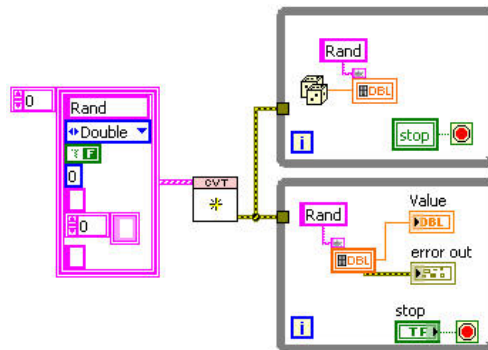 0
Rand
Double
F
0
0
CVT
Rand
DBL
i
stop
Rand
DBL
Value
DBL
error out
i
stop
TF